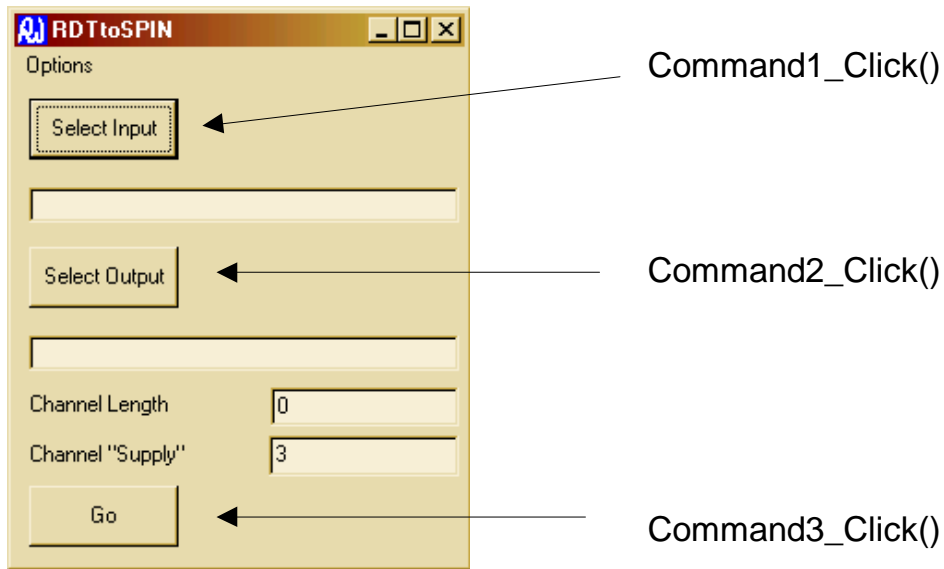 RDTtoSPIN
Options
Command1_Click()
Select Input
Select Output
Command2_Click()
Channel Length 0
Channel "Supply" 3
Go
Command3_Click()